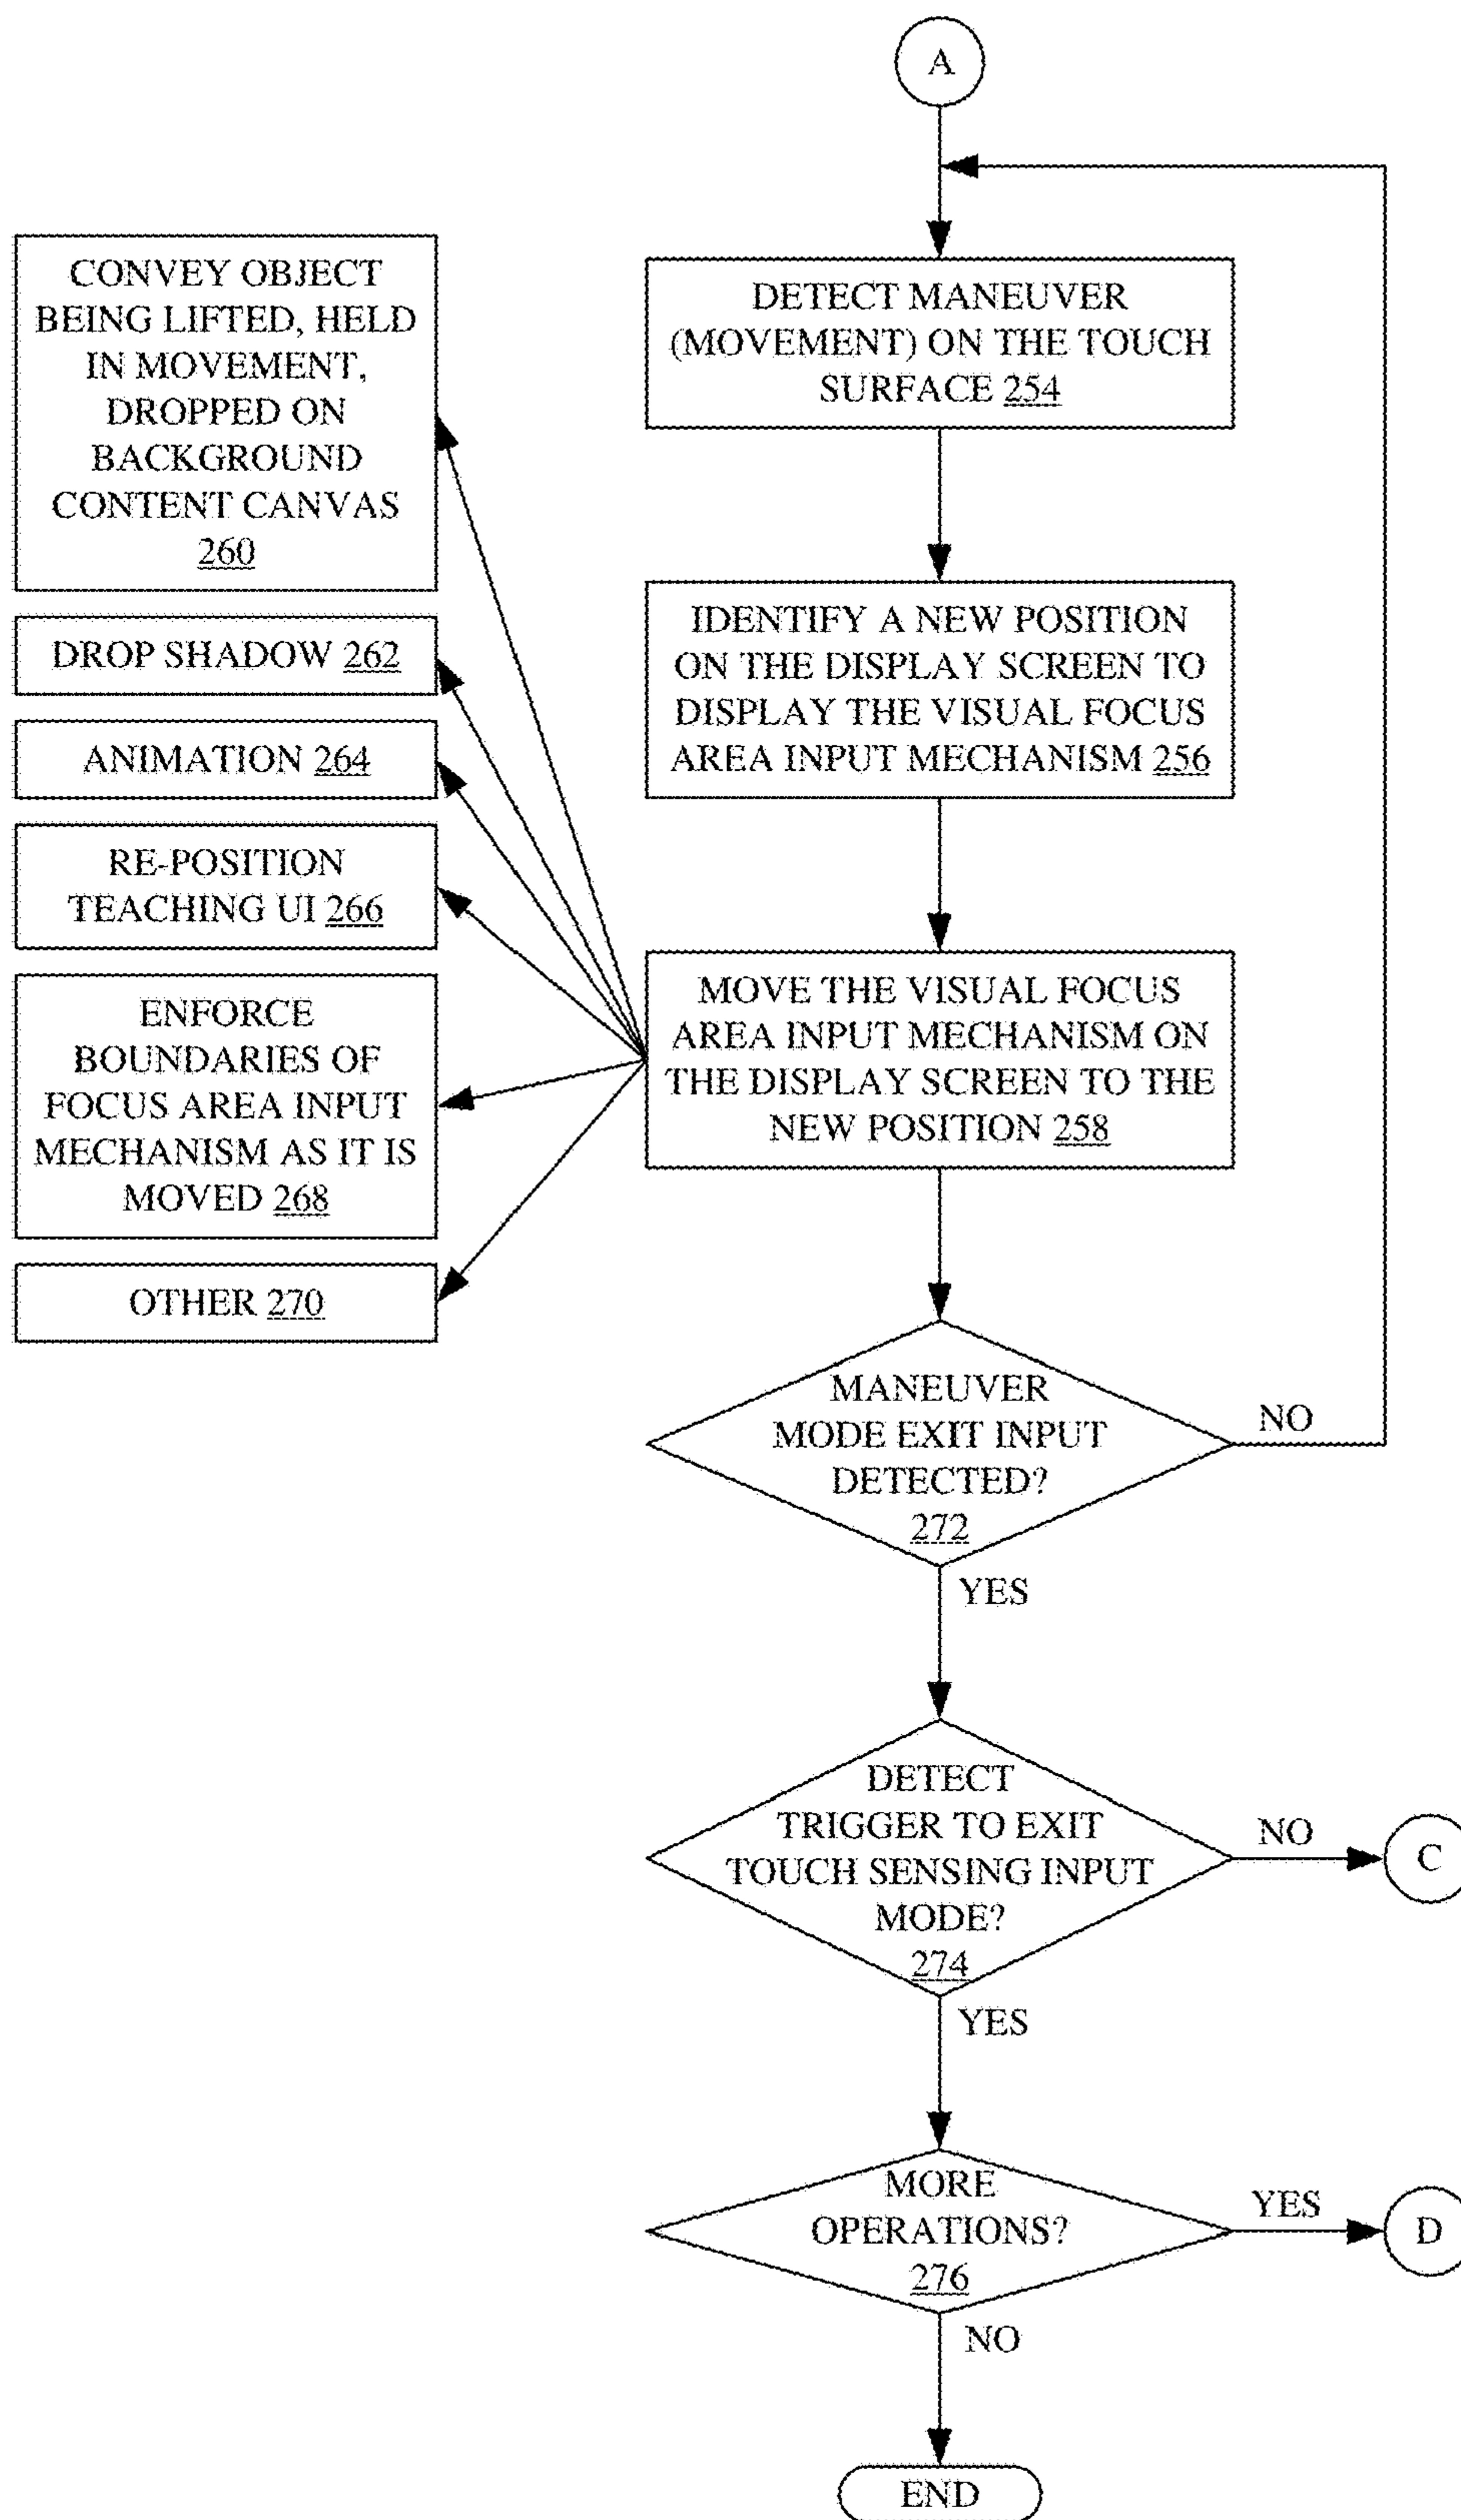 A
CONVEY OBJECT
BEING LIFTED, HELD
IN MOVEMENT,
DROPPED ON
BACKGROUND
CONTENT CANVAS
260
DROP SHADOW 262
ANIMATION 264
RE-POSITION
TEACHING UI 266
ENFORCE
BOUNDARIES OF
FOCUS AREA INPUT
MECHANISM AS IT IS
MOVED 268
OTHER 270
DETECT MANEUVER
(MOVEMENT) ON THE TOUCH
SURFACE 254
IDENTIFY A NEW POSITION
ON THE DISPLAY SCREEN TO
DISPLAY THE VISUAL FOCUS
AREA INPUT MECHANISM 256
MOVE THE VISUAL FOCUS
AREA INPUT MECHANISM ON
THE DISPLAY SCREEN TO THE
NEW POSITION 258
MANEUVER
MODE EXIT INPUT
DETECTED?
272
NO
YES
DETECT
TRIGGER TO EXIT
TOUCH SENSING INPUT
MODE?
274
NO
C
YES
MORE
OPERATIONS?
276
YES
D
NO
END